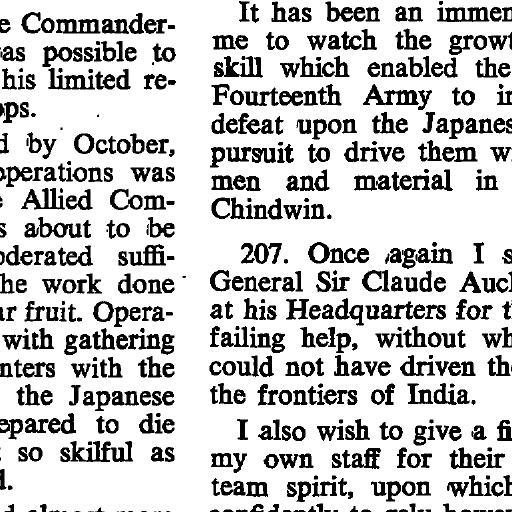 e Commander-
as possible to
his limited re-
ops.
d by October,
operations was
e Allied Com-
s about to be
oderated suffi-
he work done
ar fruit. Opera-
with gathering
nters with the
the Japanese
epared to die
so skilful as
d.
It has been an immen
me to watch the growt
skill which enabled the
Fourteenth Army to in
defeat upon the Japanes
pursuit to drive them w
men and material in
Chindwin.
207. Once again I s
General Sir Claude Aucl
at his Headquarters for t
failing help, without wh
could not have driven th
the frontiers of India.
I also wish to give a fi
my own staff for their
team spirit, upon which